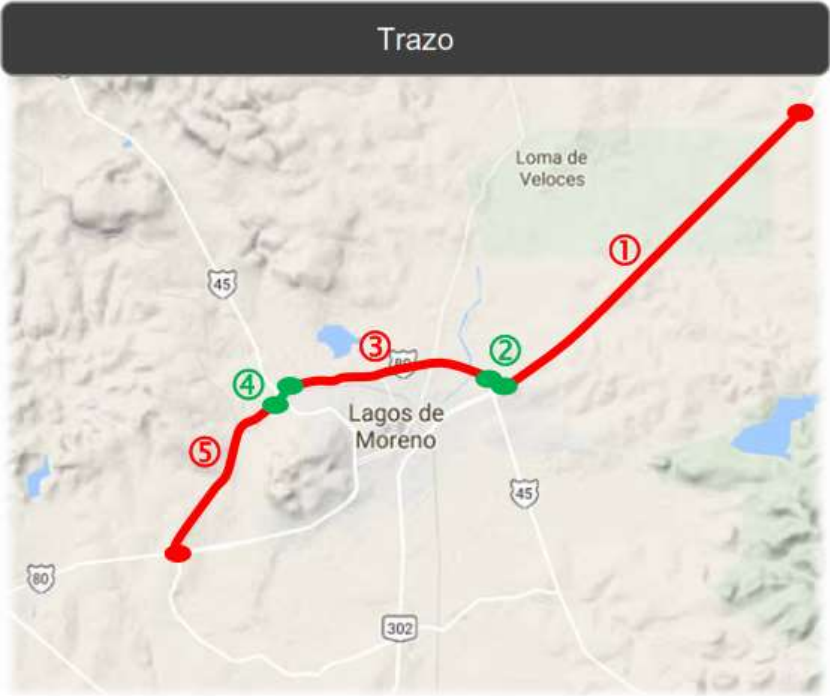 Trazo
Loma de
Veloces
①
45
③
80
②
④
Lagos de
Moreno
⑤
45
80
302